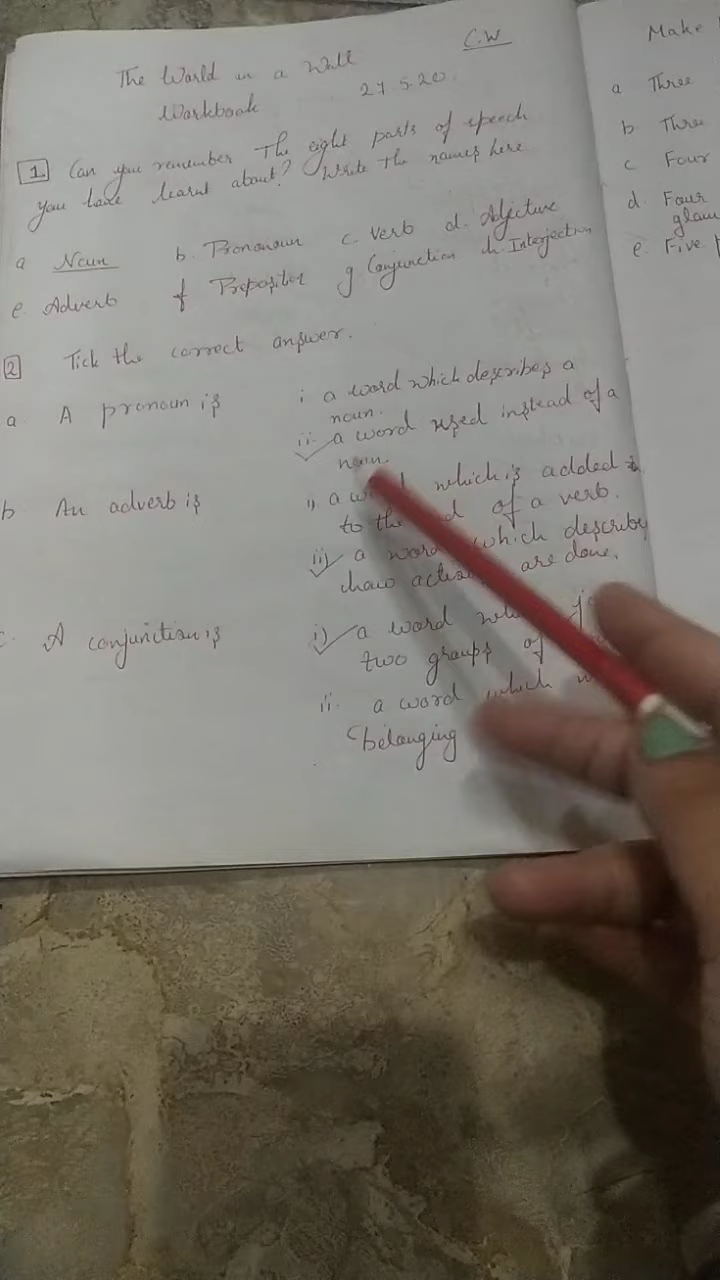 C.W
The World in a Wall
Workbook 27.5.20.
1. Can you remember The eight parts of speech
you have learnt about? Write the names here
a Noun b. Pronounoun c. Verb d. Adjective
e. Adverb f Preposition g Conjunction h Interjection
2 Tick the correct answer.
a. A pronoun is i a word which describes a
noun.
ii. a word used instead of a
noun.
b An adverb is i) a which is added
to the of a verb.
ii) a word which describy
how are done.
c. A conjunction is i) a word
two groups of
ii. a word which
belonging
Make
a Three
b Three
c Four
d. Four
e. Five